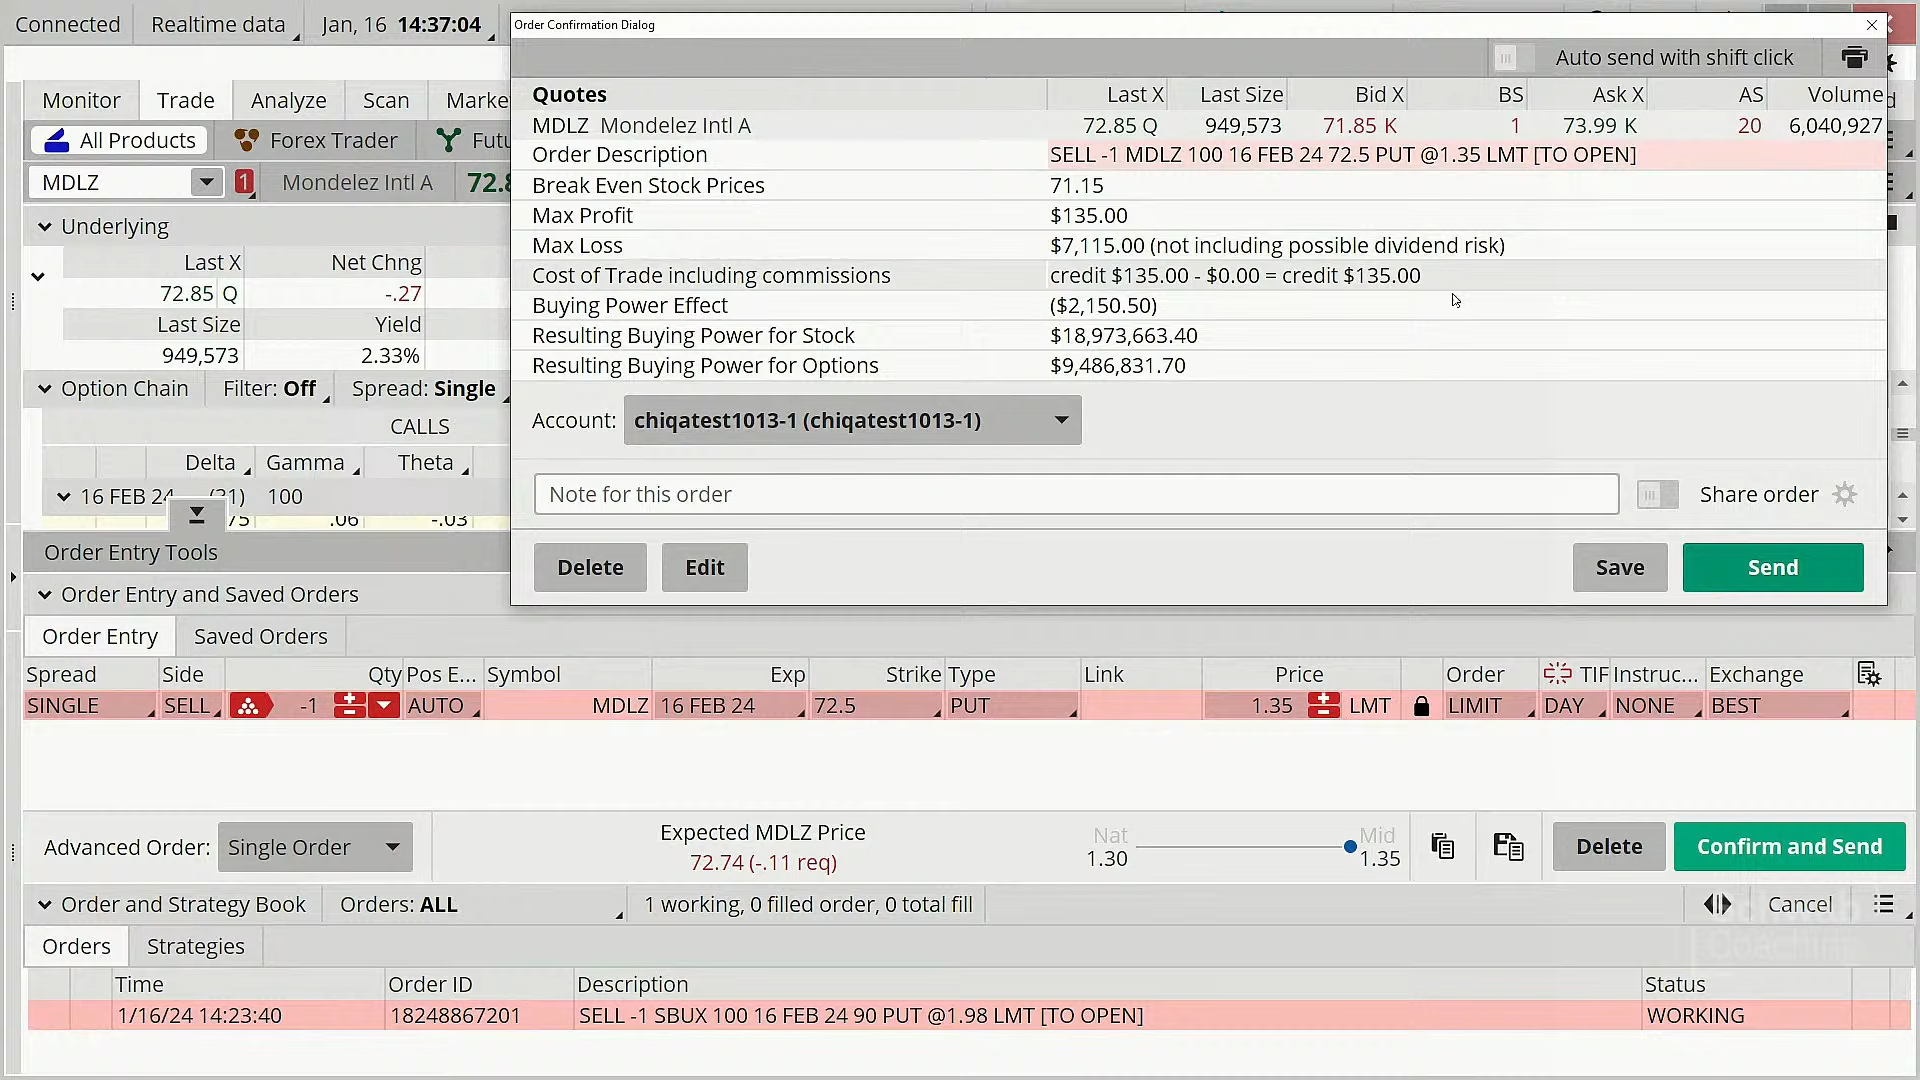 Connected Realtime data Jan, 16 14:37:04
Order Confirmation Dialog
Auto send with shift click
Monitor Trade Analyze Scan Marke
All Products Forex Trader Futu
MDLZ 1 Mondelez Intl A 72.8
Quotes Last X Last Size Bid X BS Ask X AS Volume
MDLZ Mondelez Intl A 72.85 Q 949,573 71.85 K 1 73.99 K 20 6,040,927
Order Description SELL -1 MDLZ 100 16 FEB 24 72.5 PUT @1.35 LMT [TO OPEN]
Break Even Stock Prices 71.15
Max Profit $135.00
Max Loss $7,115.00 (not including possible dividend risk)
Cost of Trade including commissions credit $135.00 - $0.00 = credit $135.00
Buying Power Effect ($2,150.50)
Resulting Buying Power for Stock $18,973,663.40
Resulting Buying Power for Options $9,486,831.70
Account: chiqatest1013-1 (chiqatest1013-1)
Note for this order Share order
Delete Edit Save Send
Underlying
Last X Net Chng
72.85 Q -.27
Last Size Yield
949,573 2.33%
Option Chain Filter: Off Spread: Single
CALLS
Delta Gamma Theta
16 FEB 24 (31) 100
75 .06 -.03
Order Entry Tools
Order Entry and Saved Orders
Order Entry Saved Orders
Spread Side Qty Pos E... Symbol Exp Strike Type Link Price Order TIF Instruc... Exchange
SINGLE SELL -1 AUTO MDLZ 16 FEB 24 72.5 PUT 1.35 LMT LIMIT DAY NONE BEST
Advanced Order: Single Order
Expected MDLZ Price
72.74 (-.11 req)
Nat Mid
1.30 1.35
Delete Confirm and Send
Order and Strategy Book Orders: ALL 1 working, 0 filled order, 0 total fill Cancel
Orders Strategies
Time Order ID Description Status
1/16/24 14:23:40 18248867201 SELL -1 SBUX 100 16 FEB 24 90 PUT @1.98 LMT [TO OPEN] WORKING